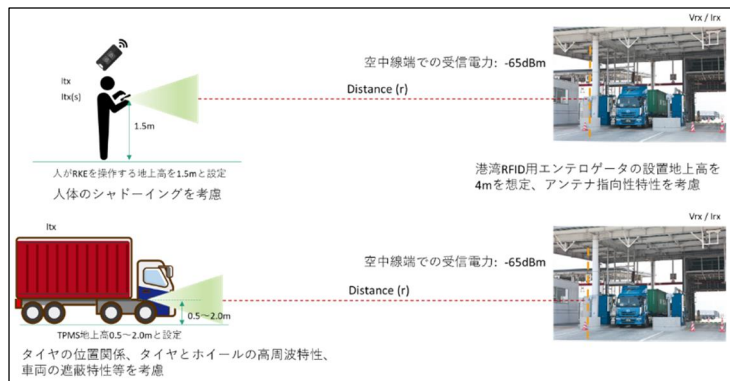 Vrx / Irx
空中線端での受信電力: -65dBm
Itx
Itx(s)
Distance (r)
1.5m
人がRKEを操作する地上高を1.5mと設定
人体のシャドーイングを考慮
港湾RFID用エンテロゲータの設置地上高を
4mを想定、アンテナ指向性特性を考慮
Itx
Vrx / Irx
空中線端での受信電力: -65dBm
Distance (r)
0.5～2.0m
TPMS地上高0.5～2.0mと設定
タイヤの位置関係、タイヤとホイールの高周波特性、
車両の遮蔽特性等を考慮